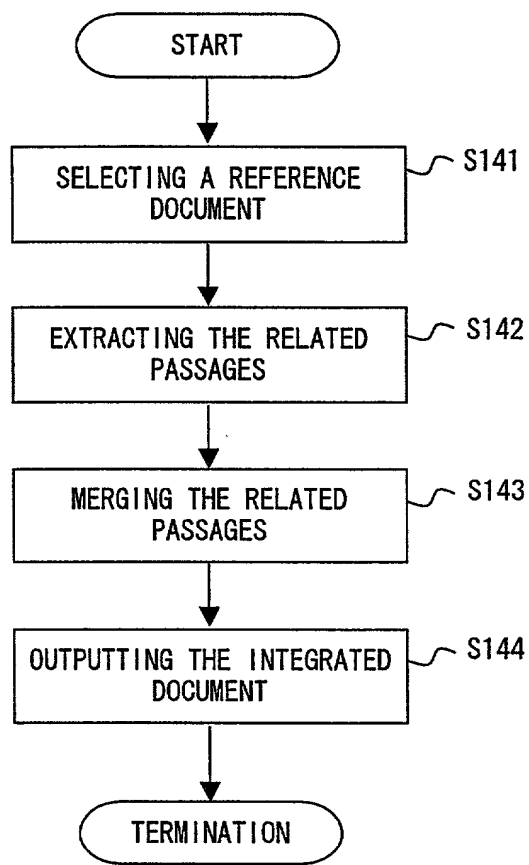 START
SELECTING A REFERENCE
DOCUMENT
S141
EXTRACTING THE RELATED
PASSAGES
S142
MERGING THE RELATED
PASSAGES
S143
OUTPUTTING THE INTEGRATED
DOCUMENT
S144
TERMINATION